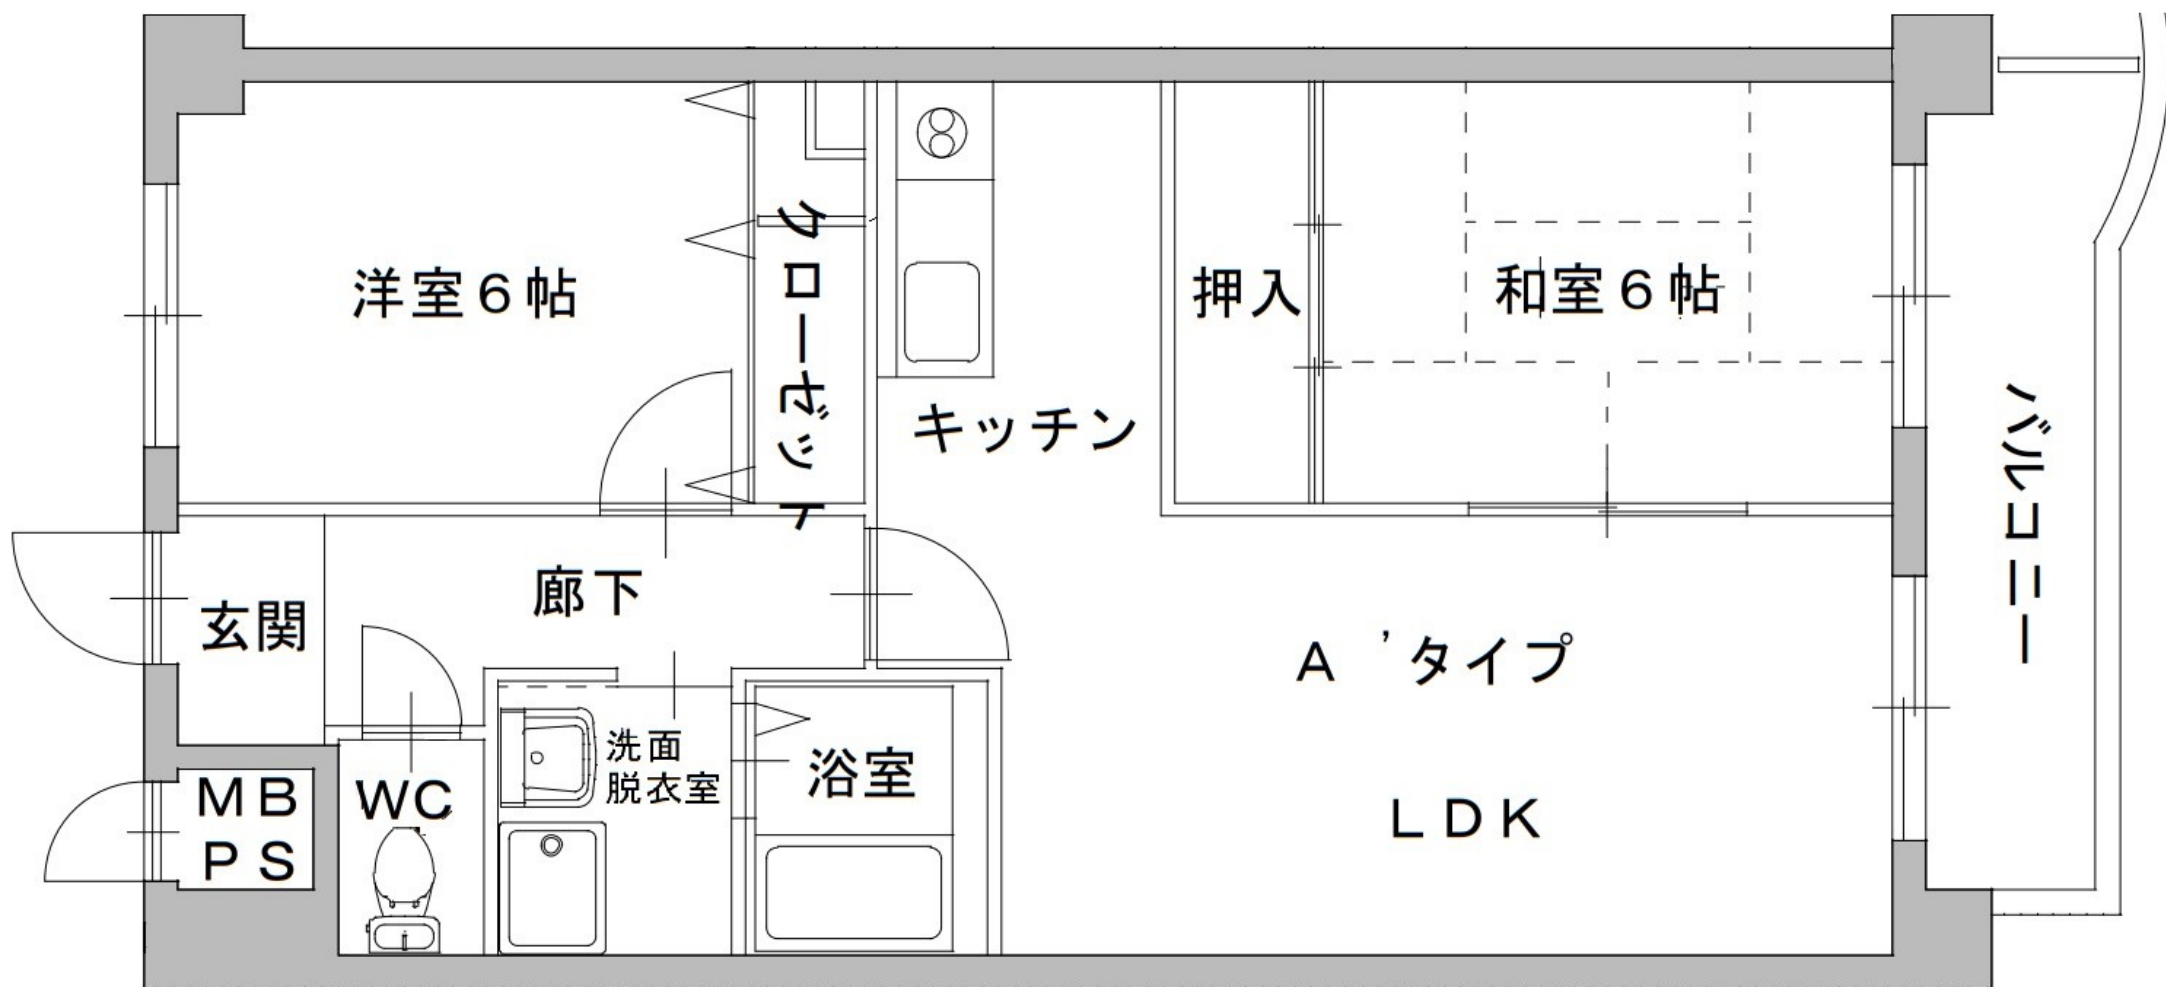 洋室６帖
クローゼット
キッチン
押入
和室６帖
バルコニー
玄関
廊下
A ’タイプ
ＬＤＫ
ＭＢ
ＰＳ
WC
洗面
脱衣室
浴室